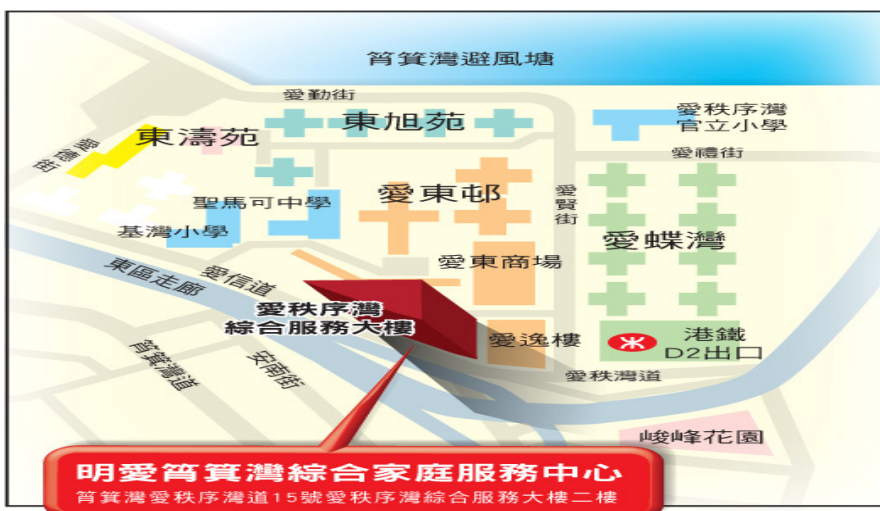 筲箕灣避風塘
愛勤街
東旭苑
愛秩序灣
官立小學
東濤苑
愛德街
愛禮街
愛東邨
愛賢街
聖馬可中學
基灣小學
愛蝶灣
愛東商場
東區走廊
愛信道
愛秩序灣
綜合服務大樓
愛逸樓
港鐵
D2出口
筲箕灣道
安南街
愛秩灣道
峻峰花園
明愛筲箕灣綜合家庭服務中心
筲箕灣愛秩序灣道15號愛秩序灣綜合服務大樓二樓